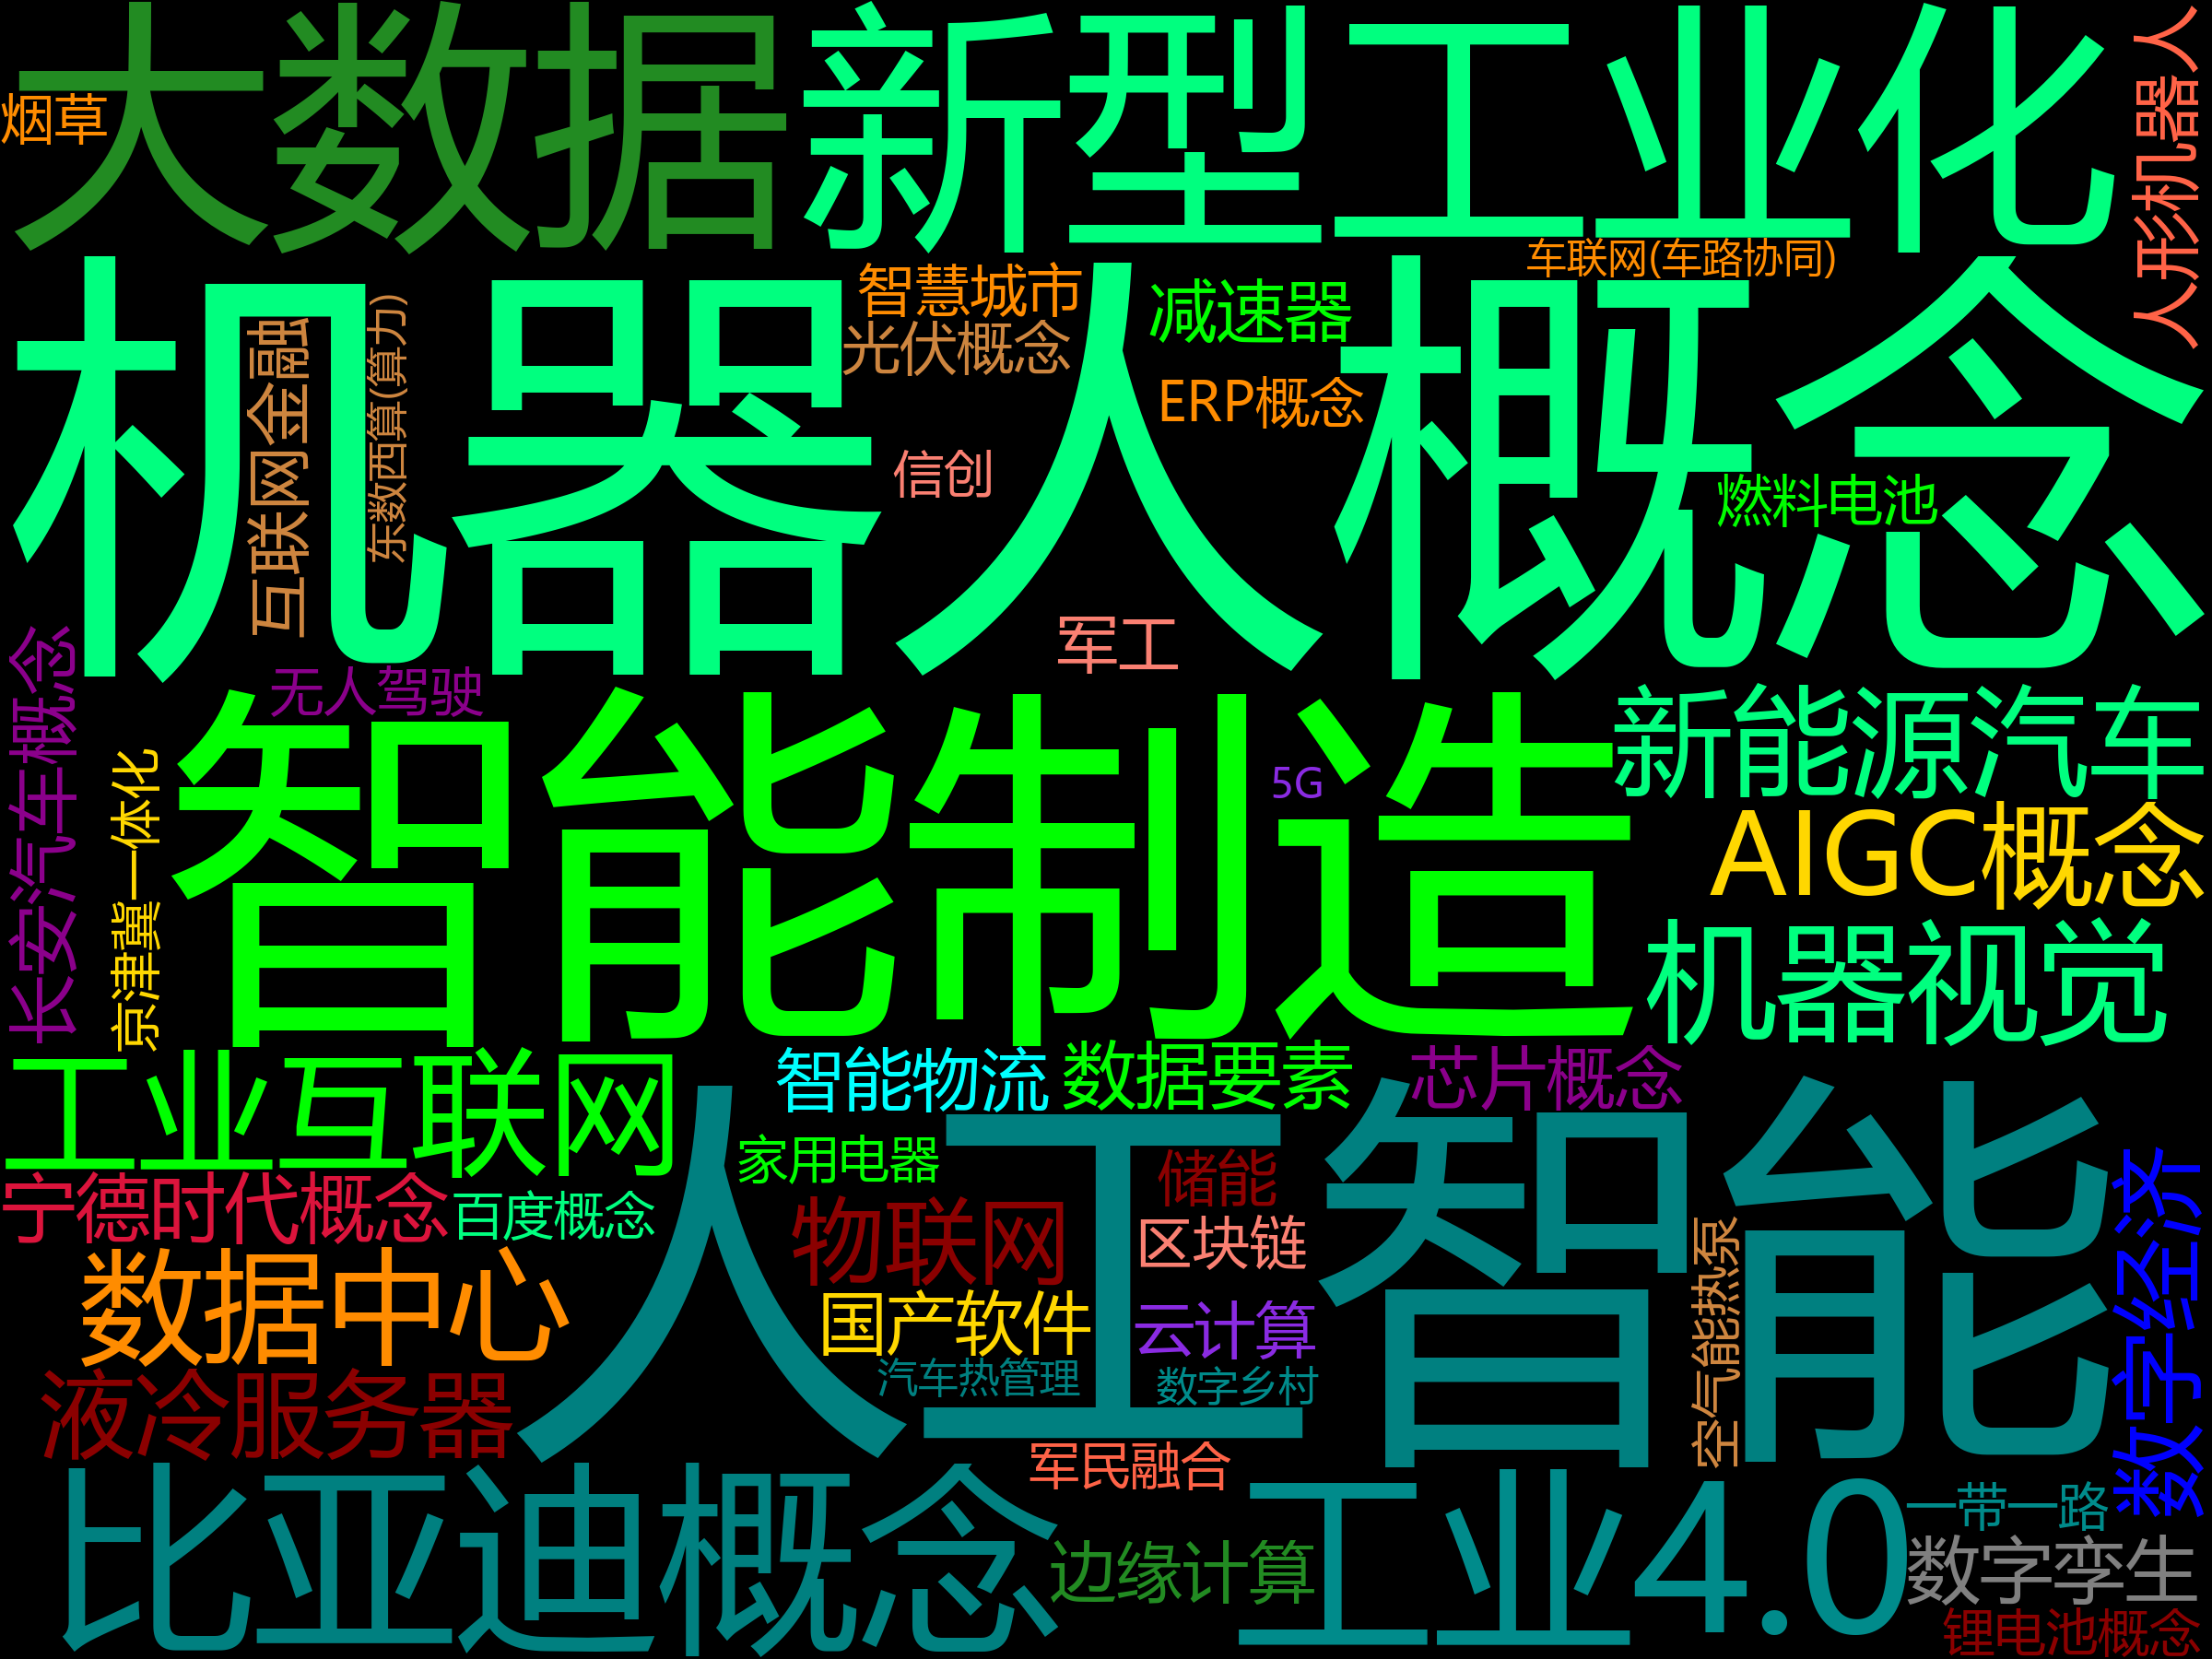 大数据
新型工业化
人形机器人
烟草
车联网(车路协同)
机器人概念
智慧城市
光伏概念
减速器
ERP概念
互联网金融
东数西算(算力)
信创
燃料电池
军工
长安汽车概念
无人驾驶
京津冀一体化
智能制造
5G
新能源汽车
AIGC概念
机器视觉
工业互联网
智能物流
数据要素
芯片概念
人工智能
家用电器
储能
宁德时代概念
百度概念
物联网
区块链
数字经济
数据中心
国产软件
云计算
空气能热泵
汽车热管理
数字乡村
液冷服务器
军民融合
比亚迪概念
工业4.0
一带一路
边缘计算
数字孪生
锂电池概念